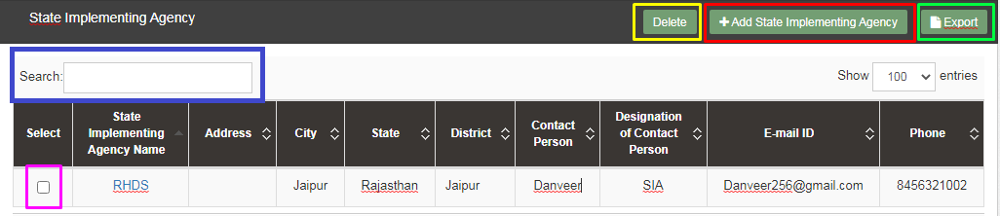 State Implementing Agency
Delete
Add State Implementing Agency
Export
Search:
Show 100 entries
Select
State Implementing Agency Name
Address
City
State
District
Contact Person
Designation of Contact Person
E-mail ID
Phone
RHDS
Jaipur
Rajasthan
Jaipur
Danveer
SIA
Danveer256@gmail.com
8456321002